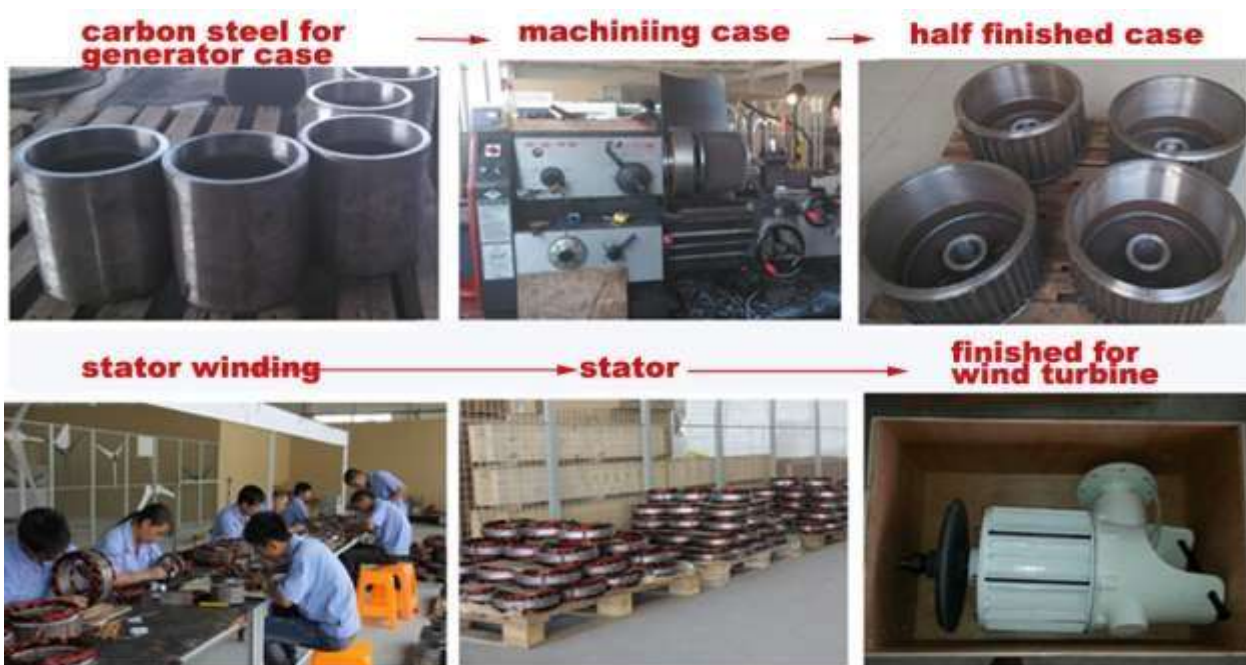 carbon steel for
generator case
machiniing case
half finished case
stator winding
stator
finished for
wind turbine